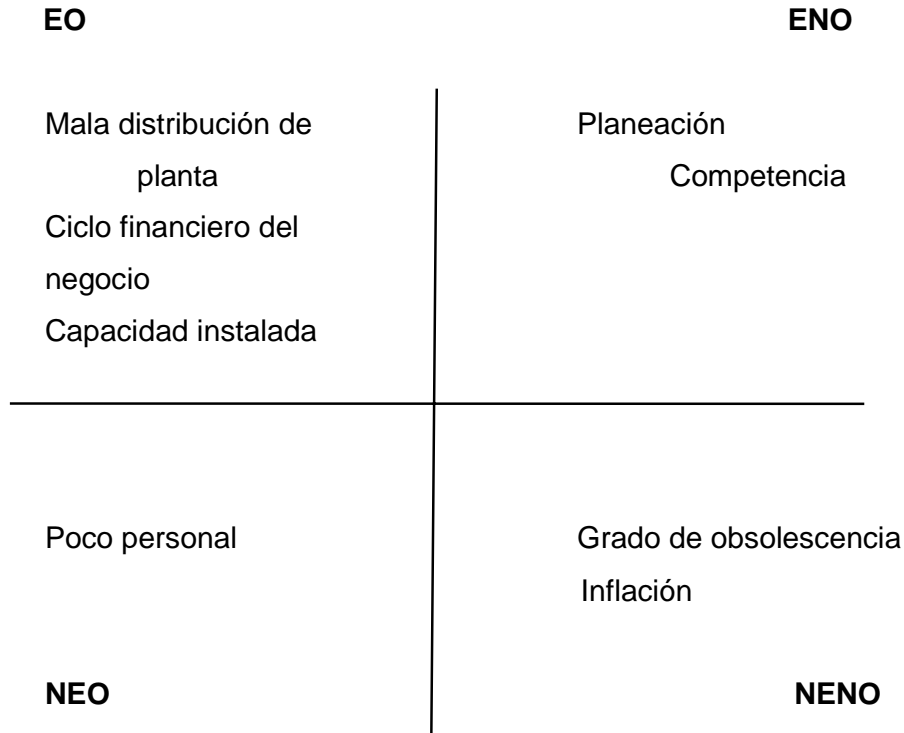 EO
ENO
Mala distribución de
planta
Ciclo financiero del
negocio
Capacidad instalada
Planeación
Competencia
Poco personal
Grado de obsolescencia
Inflación
NEO
NENO